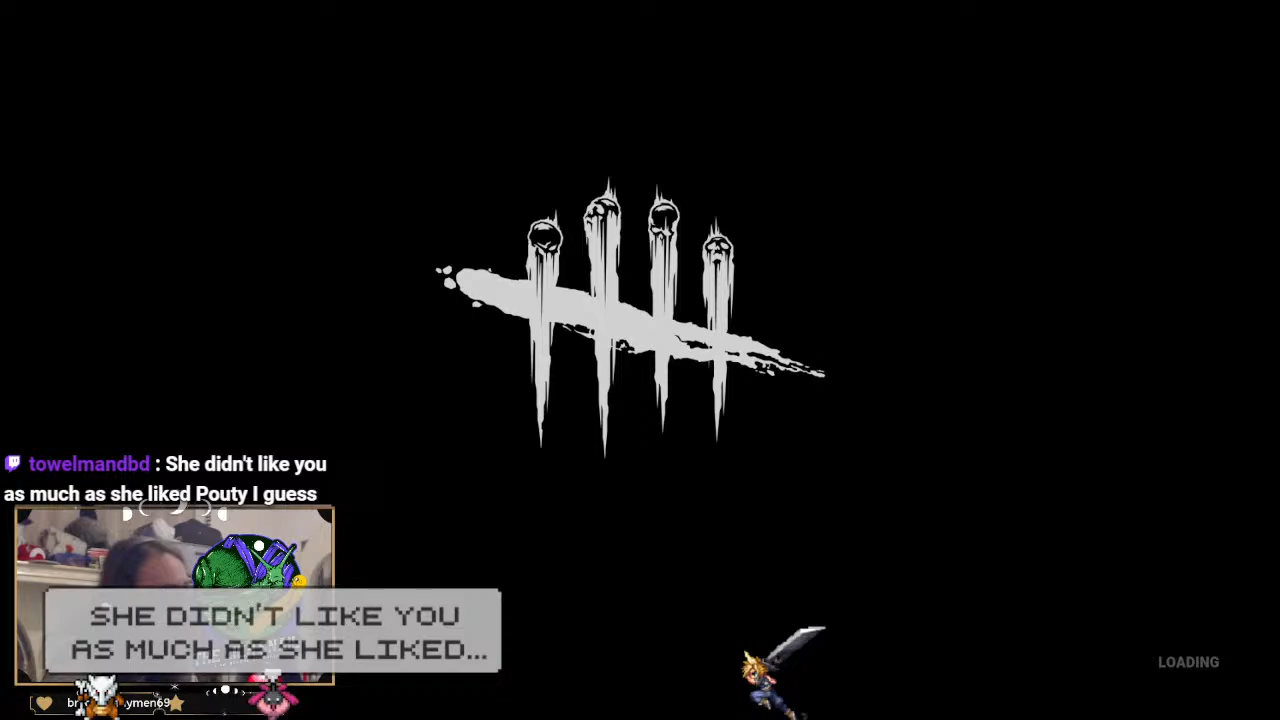 towelmandbd : She didn't like you
as much as she liked Pouty I guess
SHE DIDN'T LIKE YOU
AS MUCH AS SHE LIKED...
LOADING